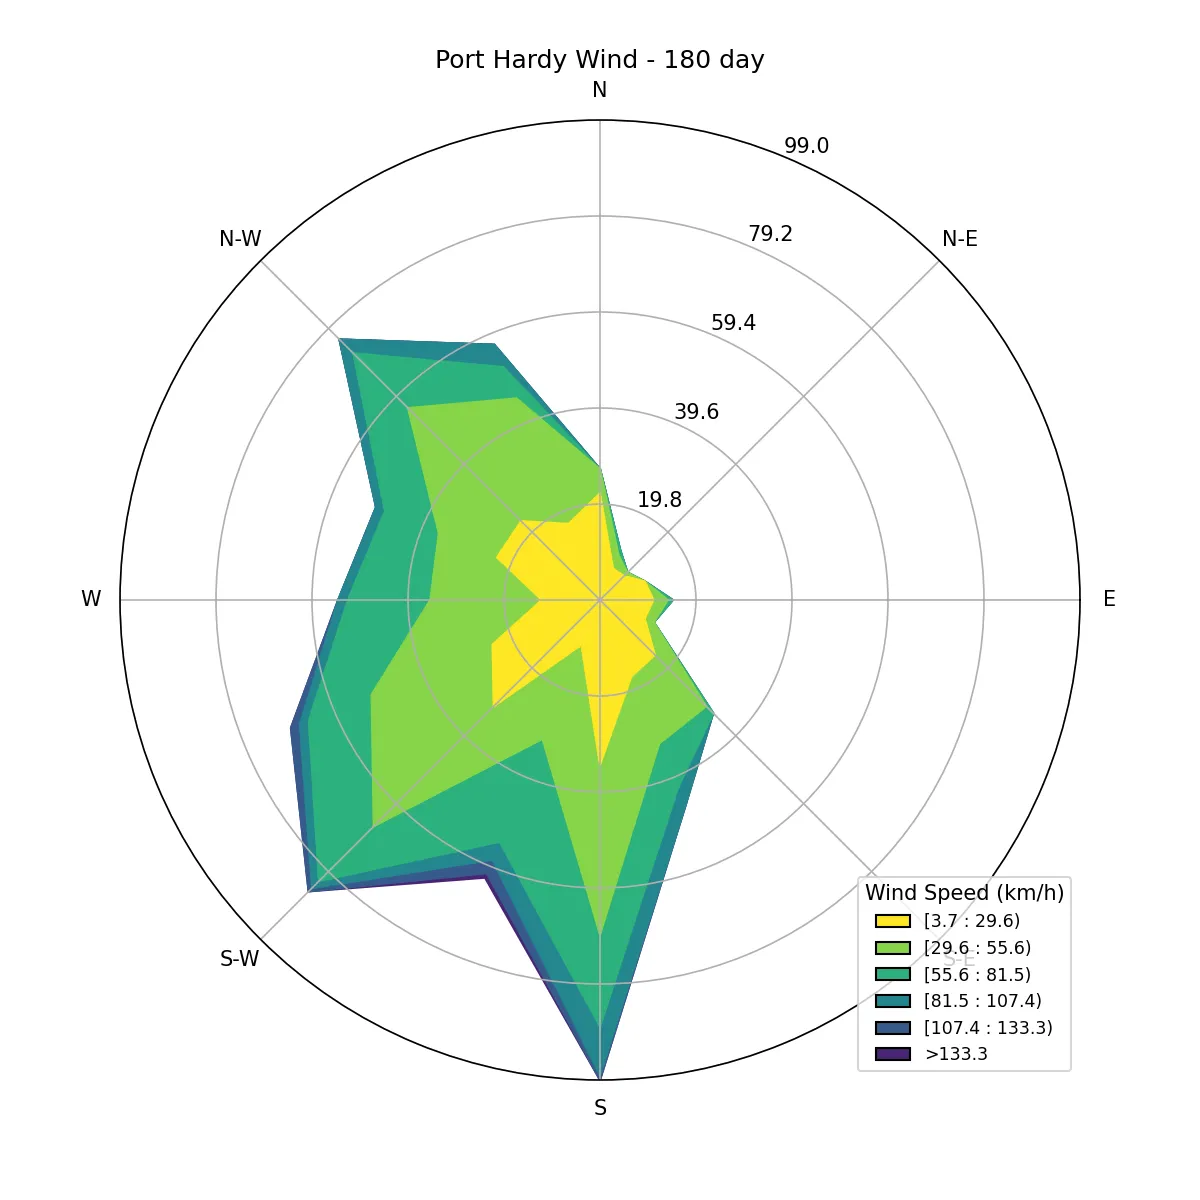 Port Hardy Wind - 180 day
N
99.0
79.2
N-W
N-E
59.4
39.6
19.8
W
E
Wind Speed (km/h)
[3.7 : 29.6)
[29.6 : 55.6)
S-W
S-E
[55.6 : 81.5)
[81.5 : 107.4)
[107.4 : 133.3)
>133.3
S